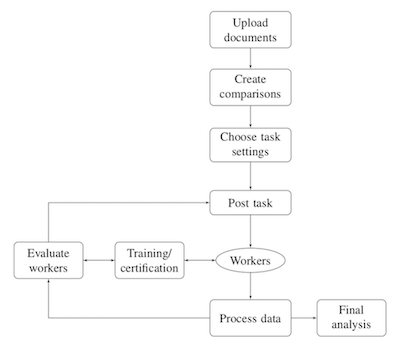 Upload
documents
Create
comparisons
Choose task
settings
Post task
Evaluate
workers
Training/
certification
Workers
Process data
Final
analysis